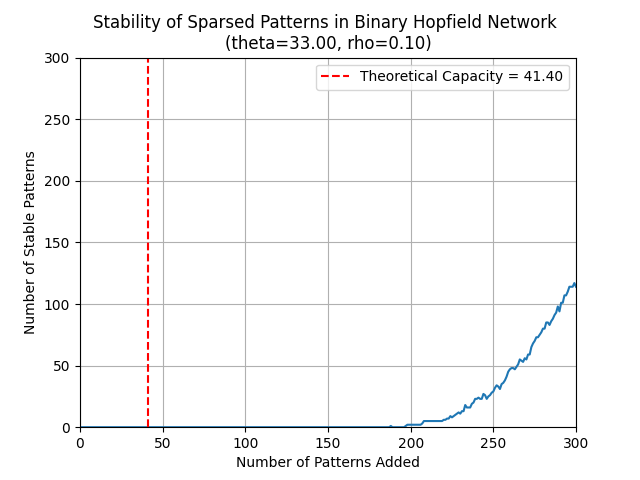 Stability of Sparsed Patterns in Binary Hopfield Network
(theta=33.00, rho=0.10)
Theoretical Capacity = 41.40
Number of Stable Patterns
300
250
200
150
100
50
0
0 50 100 150 200 250 300
Number of Patterns Added